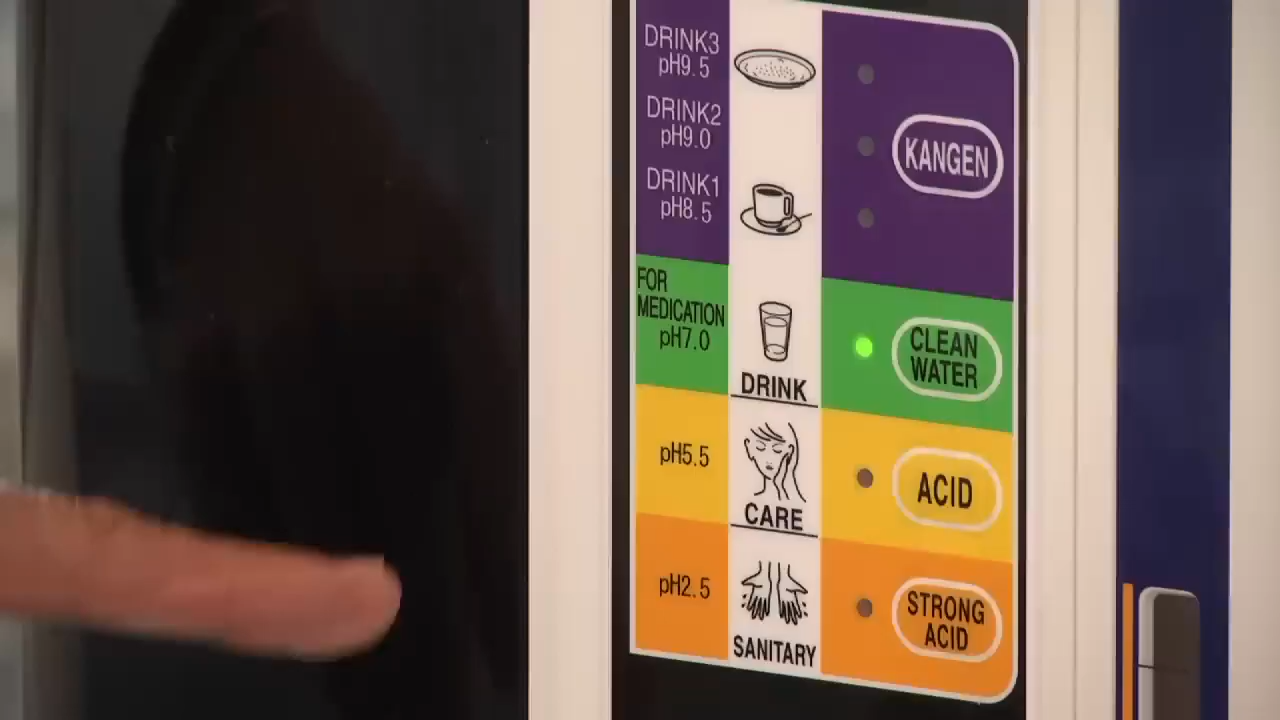 DRINK3
pH9.5
DRINK2
pH9.0
DRINK1
pH8.5
KANGEN
FOR
MEDICATION
pH7.0
DRINK
CLEAN
WATER
pH5.5
CARE
ACID
pH2.5
SANITARY
STRONG
ACID